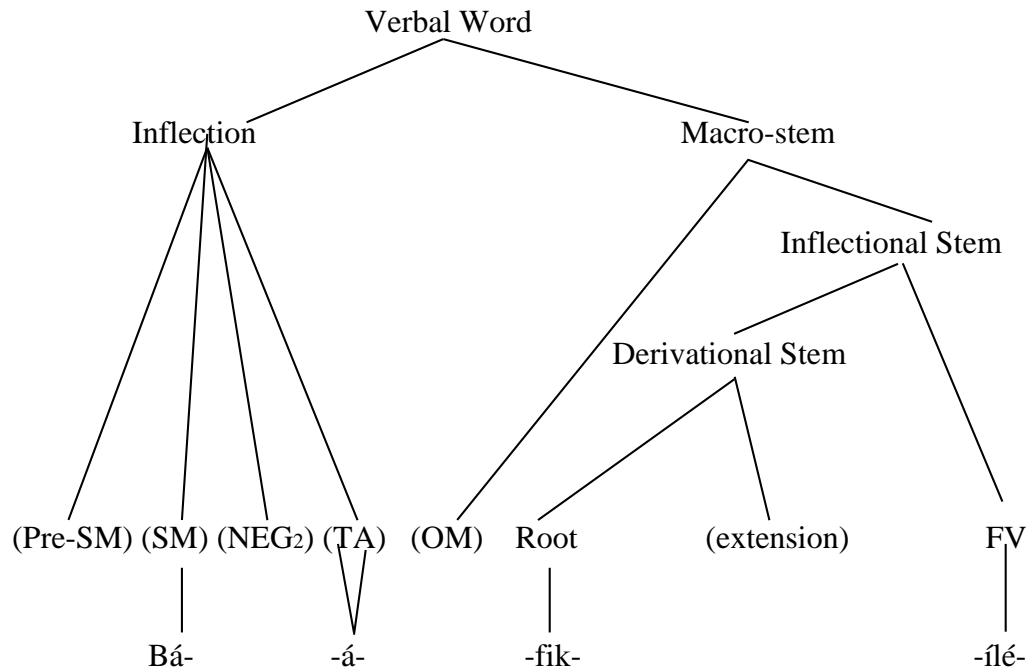 Verbal Word
Inflection Macro-stem
Inflectional Stem
Derivational Stem
(Pre-SM) (SM) (NEG₂) (TA) (OM) Root (extension) FV
Bá- -á- -fik- -ílé-